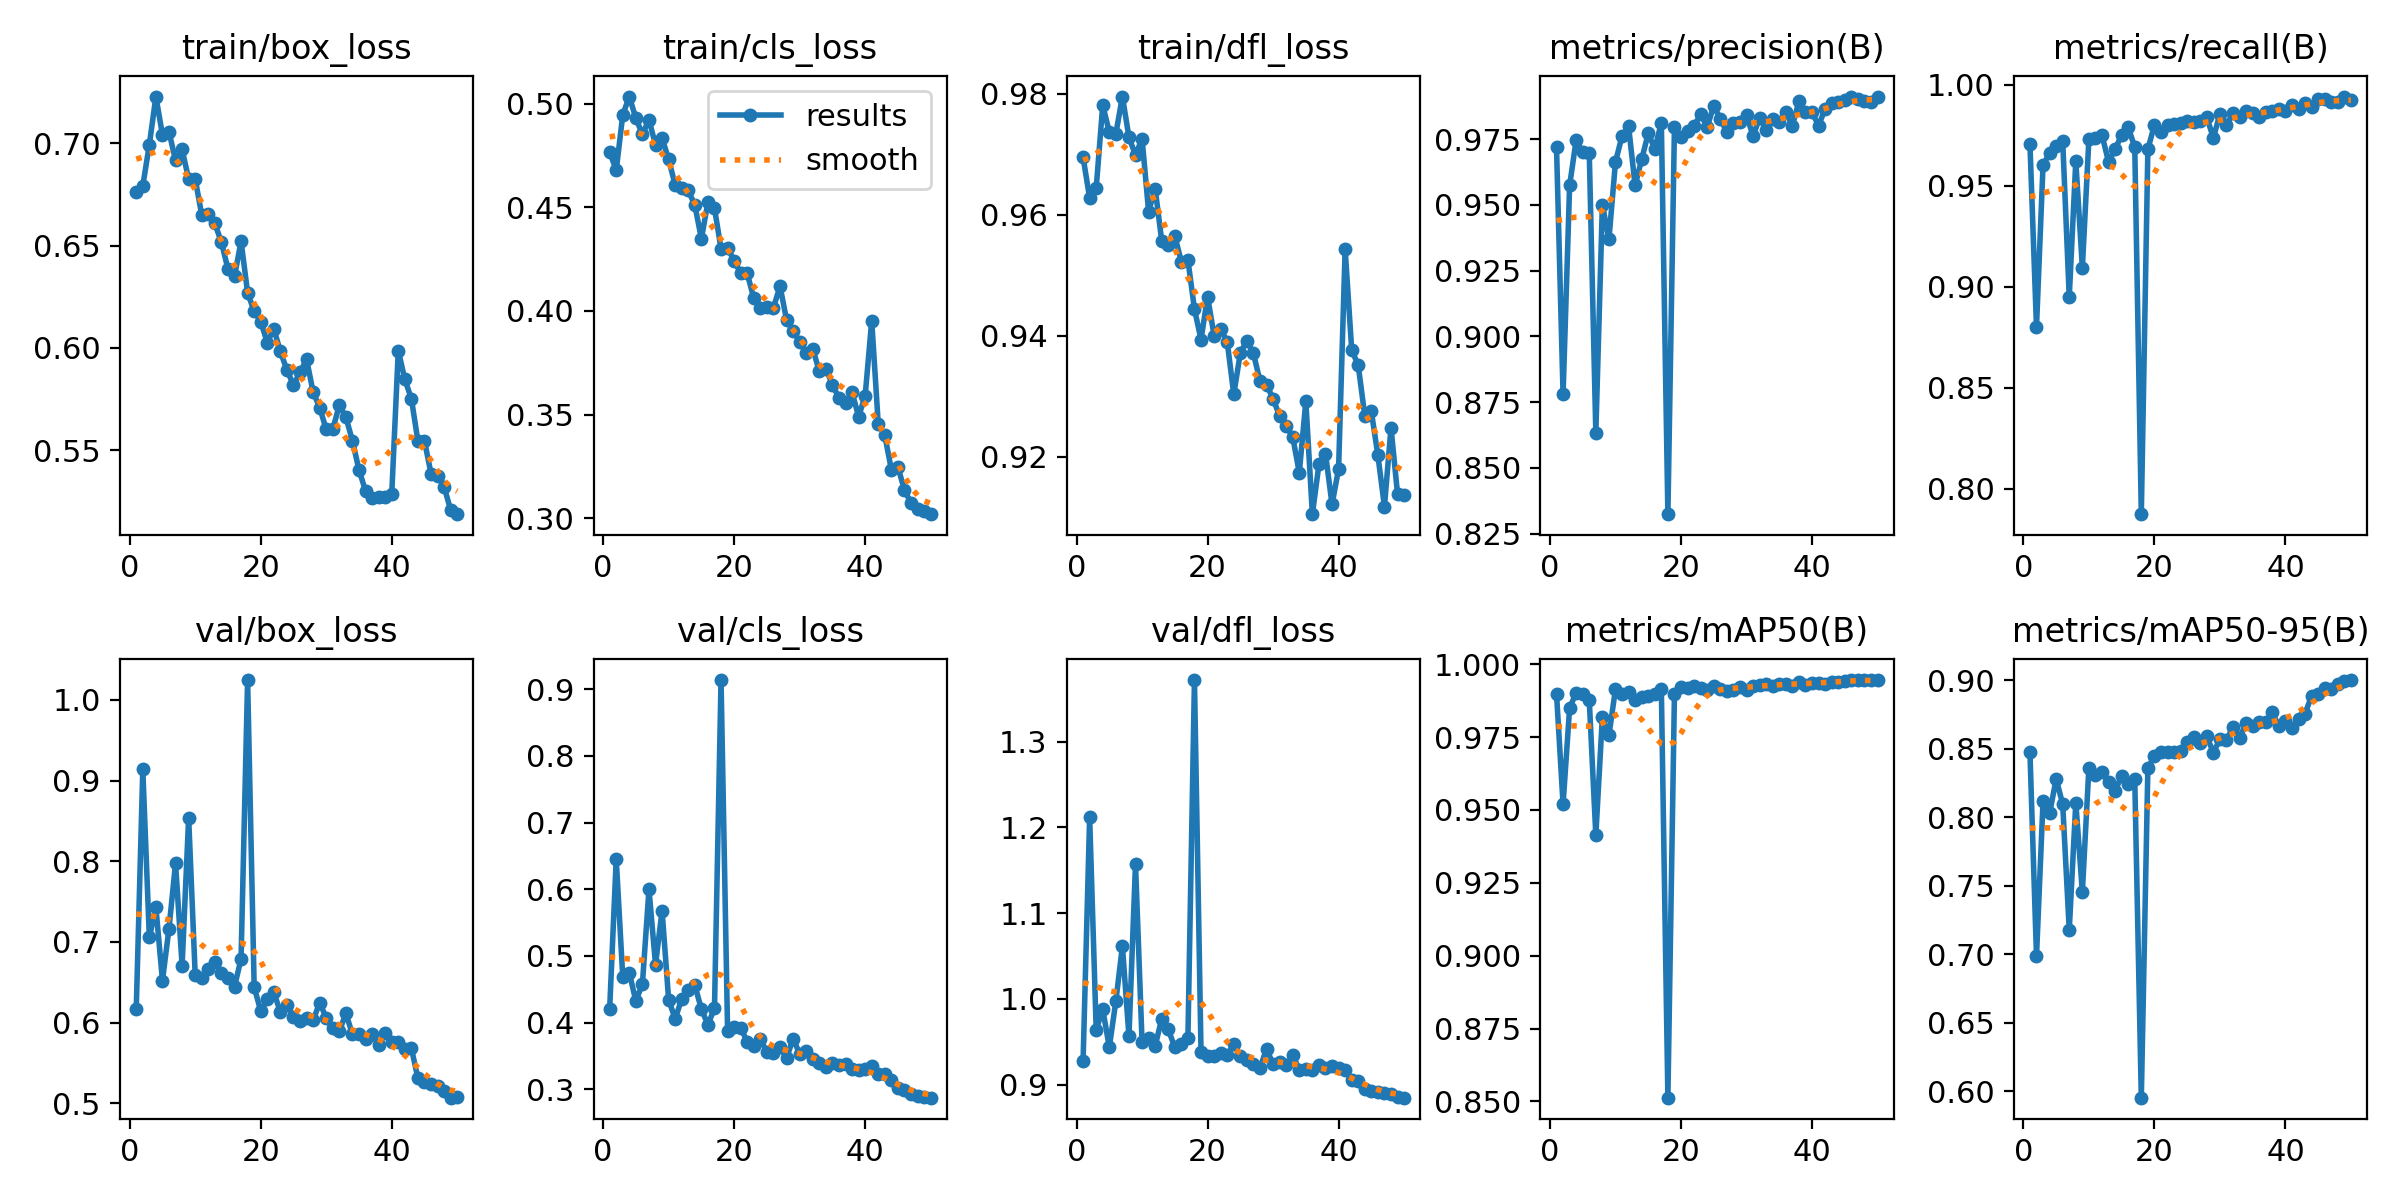 train/box_loss
0.70
0.65
0.60
0.55
0 20 40
train/cls_loss
results
smooth
0.50
0.45
0.40
0.35
0.30
0 20 40
train/dfl_loss
0.98
0.96
0.94
0.92
0 20 40
metrics/precision(B)
0.975
0.950
0.925
0.900
0.875
0.850
0.825
0 20 40
metrics/recall(B)
1.00
0.95
0.90
0.85
0.80
0 20 40
val/box_loss
1.0
0.9
0.8
0.7
0.6
0.5
0 20 40
val/cls_loss
0.9
0.8
0.7
0.6
0.5
0.4
0.3
0 20 40
val/dfl_loss
1.3
1.2
1.1
1.0
0.9
0 20 40
metrics/mAP50(B)
1.000
0.975
0.950
0.925
0.900
0.875
0.850
0 20 40
metrics/mAP50-95(B)
0.90
0.85
0.80
0.75
0.70
0.65
0.60
0 20 40